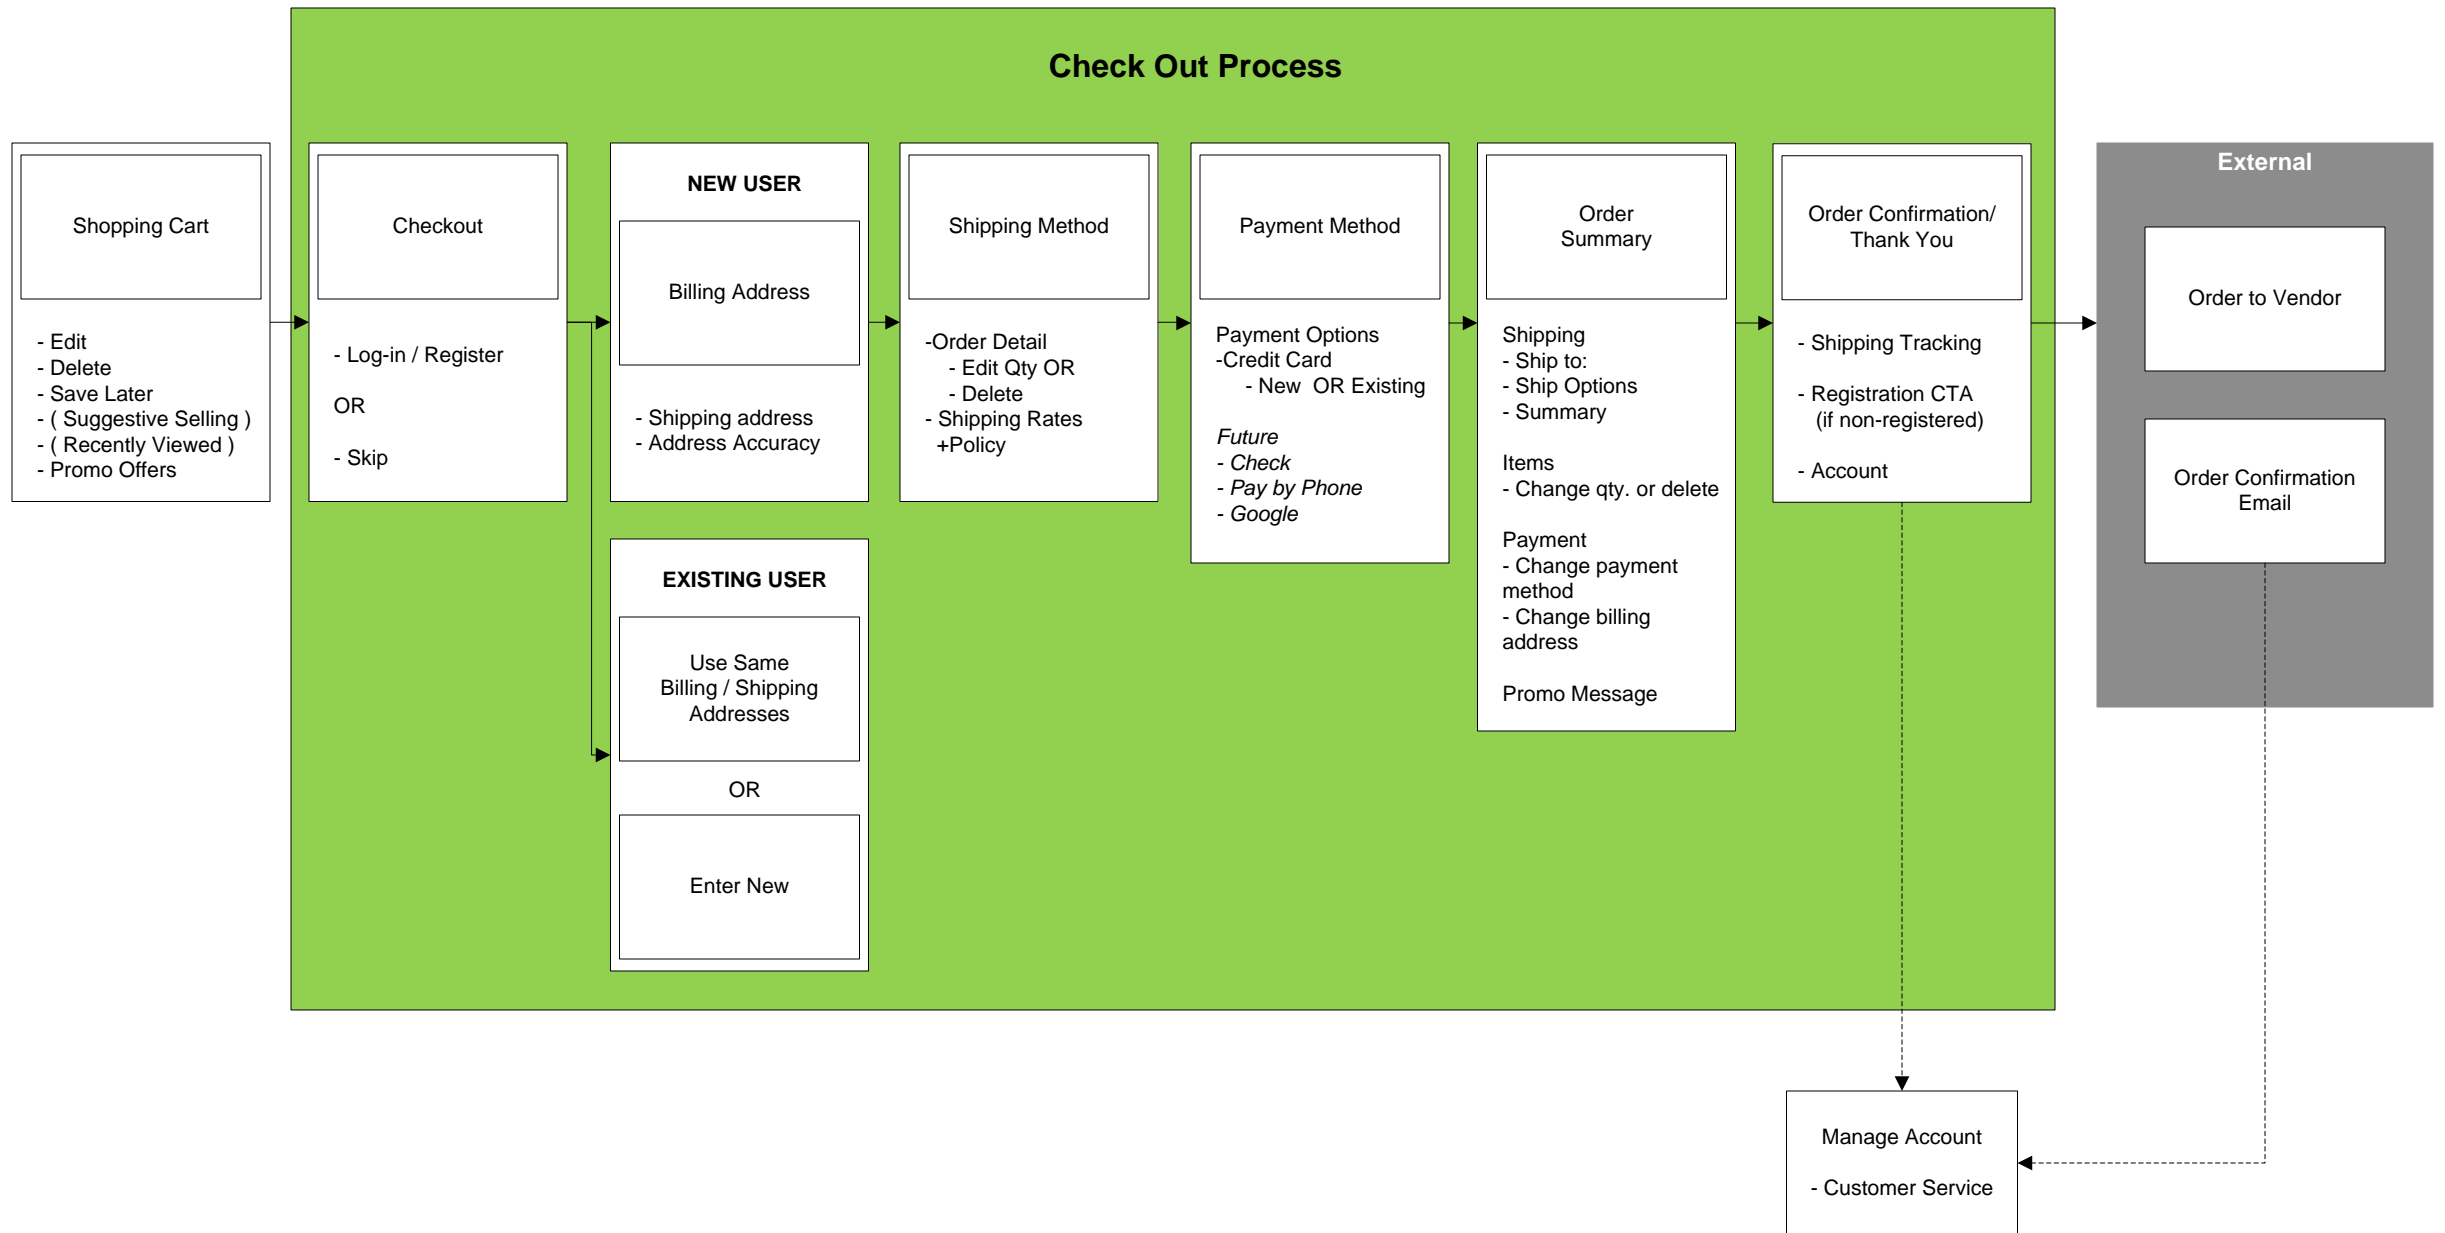 Check Out Process
Shopping Cart
- Edit
- Delete
- Save Later
- ( Suggestive Selling )
- ( Recently Viewed )
- Promo Offers
Checkout
- Log-in / Register
OR
- Skip
NEW USER
Billing Address
- Shipping address
- Address Accuracy
EXISTING USER
Use Same
Billing / Shipping
Addresses
OR
Enter New
Shipping Method
-Order Detail
- Edit Qty OR
- Delete
- Shipping Rates
+Policy
Payment Method
Payment Options
-Credit Card
- New  OR Existing
Future
- Check
- Pay by Phone
- Google
Order
Summary
Shipping
- Ship to:
- Ship Options
- Summary
Items
- Change qty. or delete
Payment
- Change payment
method
- Change billing
address
Promo Message
Order Confirmation/
Thank You
- Shipping Tracking
- Registration CTA
(if non-registered)
- Account
External
Order to Vendor
Order Confirmation
Email
Manage Account
- Customer Service